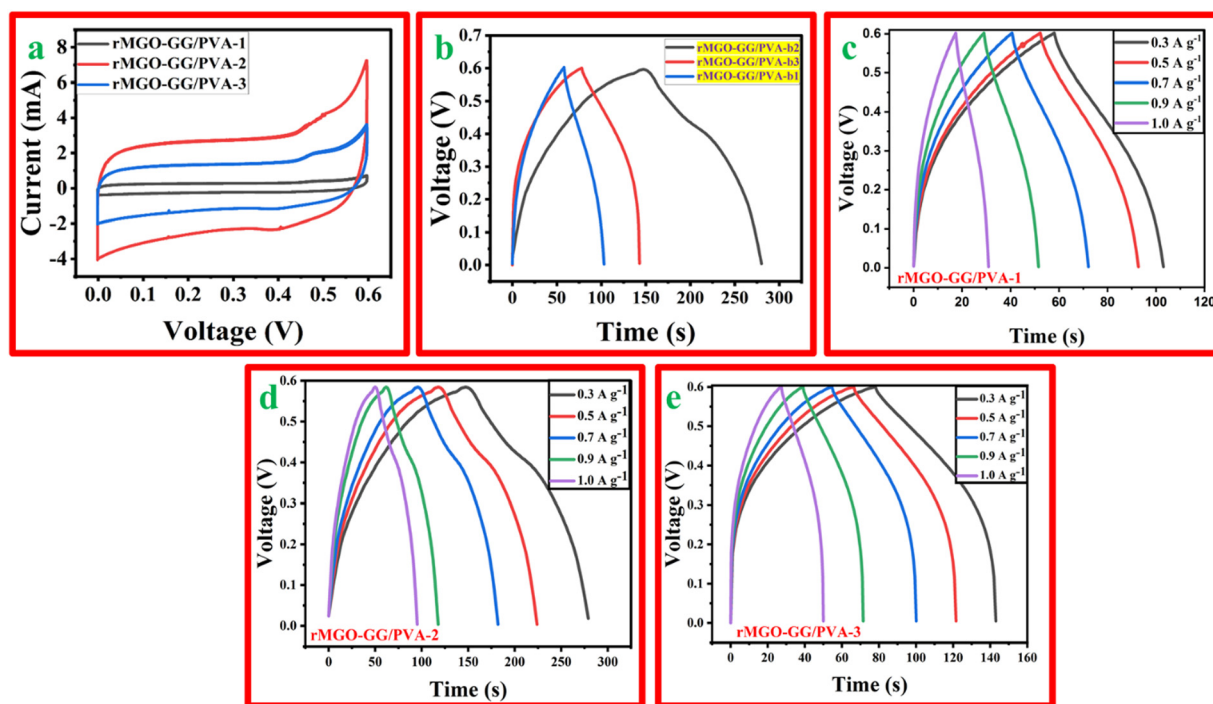 a
rMGO-GG/PVA-1
rMGO-GG/PVA-2
rMGO-GG/PVA-3
Current (mA)
8
6
4
2
0
-2
-4
0.0 0.1 0.2 0.3 0.4 0.5 0.6
Voltage (V)
b
rMGO-GG/PVA-b2
rMGO-GG/PVA-b3
rMGO-GG/PVA-b1
Voltage (V)
0.8
0.6
0.4
0.2
0.0
0 50 100 150 200 250 300
Time (s)
c
0.3 A g⁻¹
0.5 A g⁻¹
0.7 A g⁻¹
0.9 A g⁻¹
1.0 A g⁻¹
Voltage (V)
0.6
0.5
0.4
0.3
0.2
0.1
0.0
rMGO-GG/PVA-1
0 20 40 60 80 100 120
Time (s)
d
0.3 A g⁻¹
0.5 A g⁻¹
0.7 A g⁻¹
0.9 A g⁻¹
1.0 A g⁻¹
Voltage (V)
0.6
0.5
0.4
0.3
0.2
0.1
0.0
rMGO-GG/PVA-2
0 50 100 150 200 250 300
Time (s)
e
0.3 A g⁻¹
0.5 A g⁻¹
0.7 A g⁻¹
0.9 A g⁻¹
1.0 A g⁻¹
Voltage (V)
0.6
0.5
0.4
0.3
0.2
0.1
0.0
rMGO-GG/PVA-3
0 20 40 60 80 100 120 140 160
Time (s)